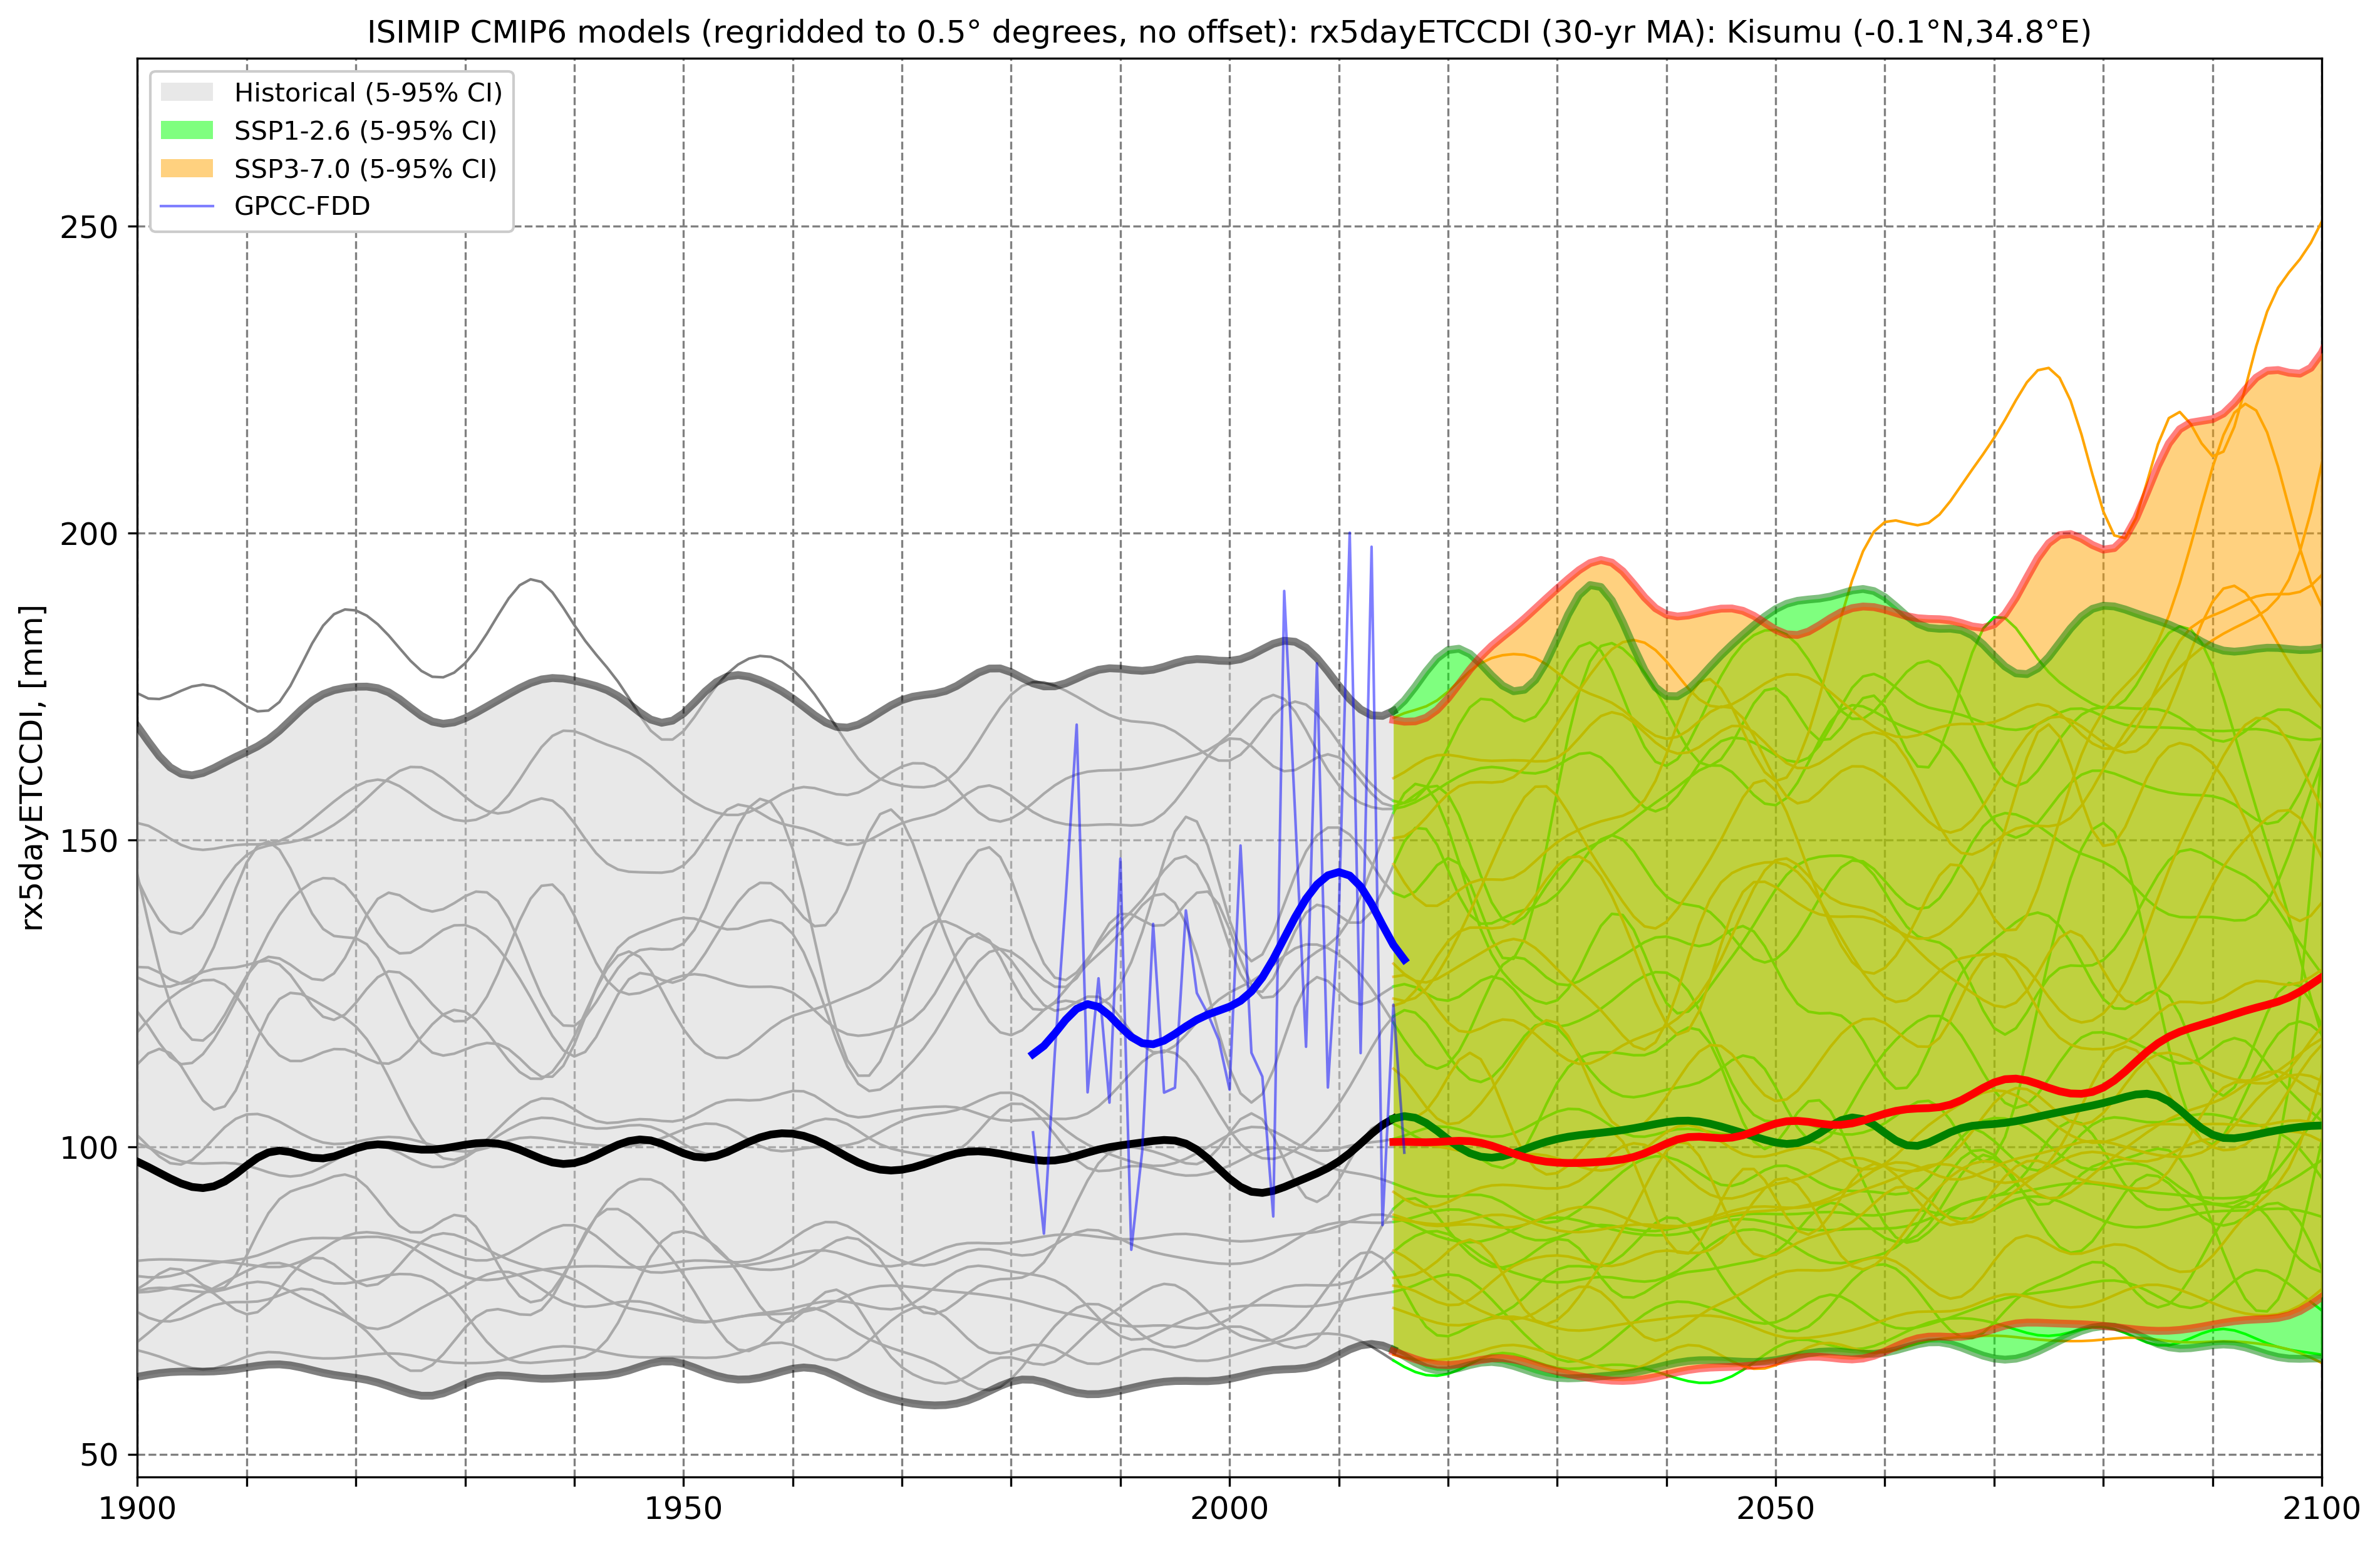 ISIMIP CMIP6 models (regridded to 0.5° degrees, no offset): rx5dayETCCDI (30-yr MA): Kisumu (-0.1°N,34.8°E)
Historical (5-95% CI)
SSP1-2.6 (5-95% CI)
SSP3-7.0 (5-95% CI)
GPCC-FDD
rx5dayETCCDI, [mm]
250
200
150
100
50
1900
1950
2000
2050
2100